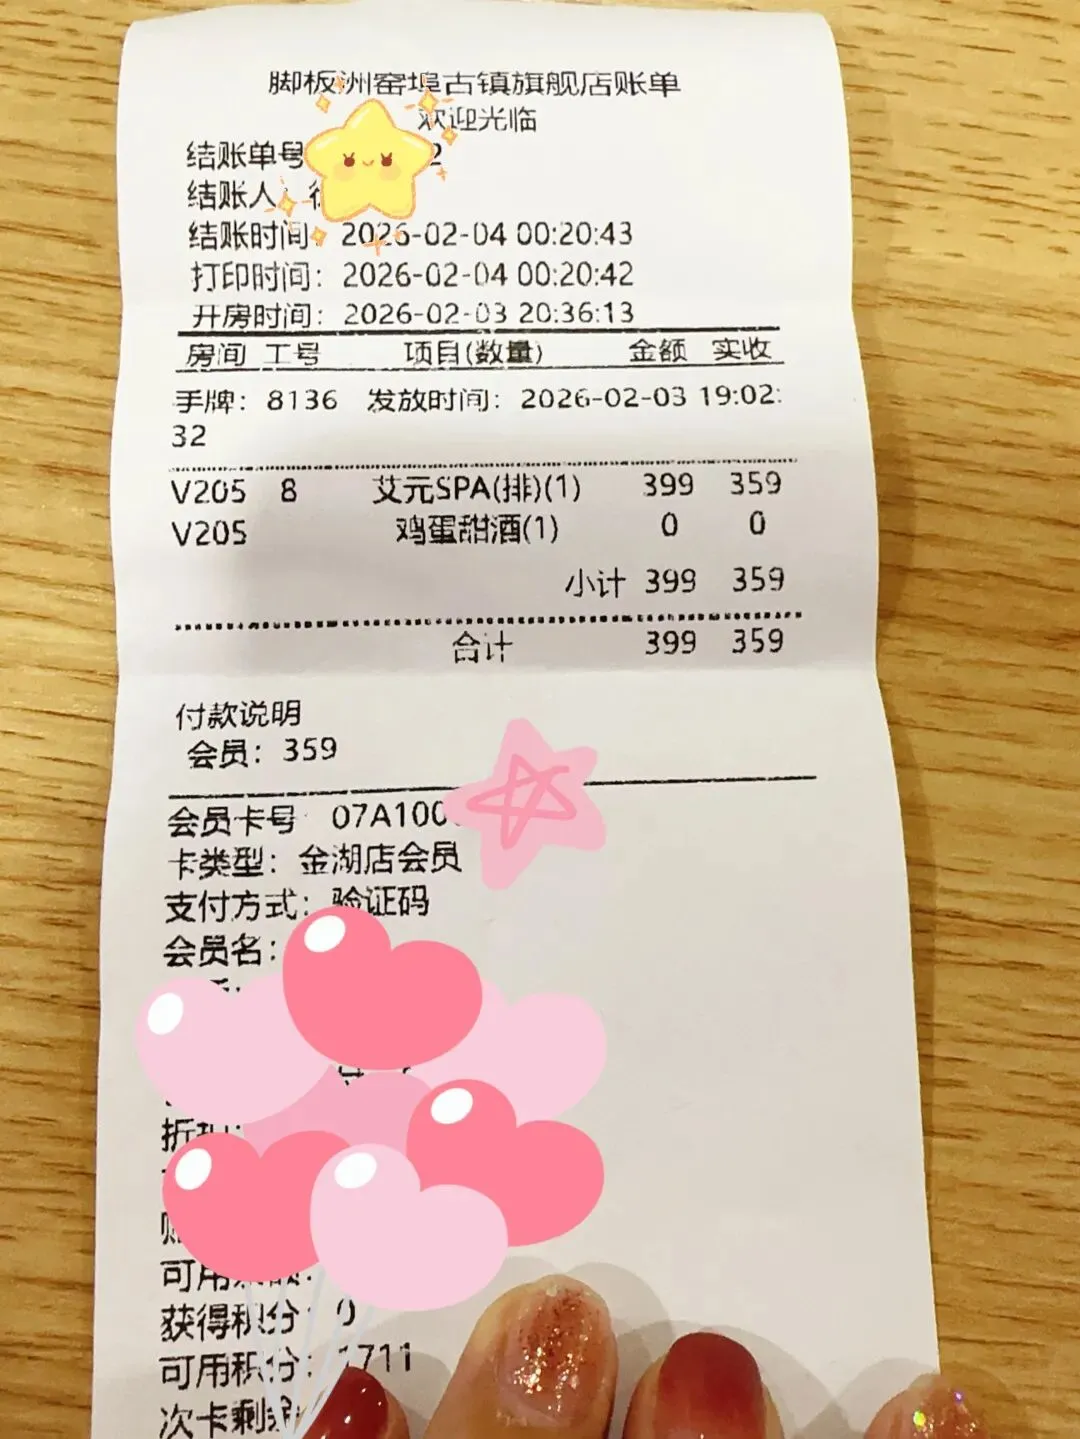 脚板洲窑埠古镇旗舰店账单
欢迎光临
结账单号 2
结账人
结账时间: 2026-02-04 00:20:43
打印时间: 2026-02-04 00:20:42
开房时间: 2026-02-03 20:36:13
房间 工号 项目(数量) 金额 实收
手牌: 8136 发放时间: 2026-02-03 19:02:
32
V205 8 艾元SPA(排)(1) 399 359
V205 鸡蛋甜酒(1) 0 0
小计 399 359
合计 399 359
付款说明
会员: 359
会员卡号 07A100
卡类型: 金湖店会员
支付方式: 验证码
会员名:
折扣:
可用
获得积分: 0
可用积分: 1711
次卡剩余